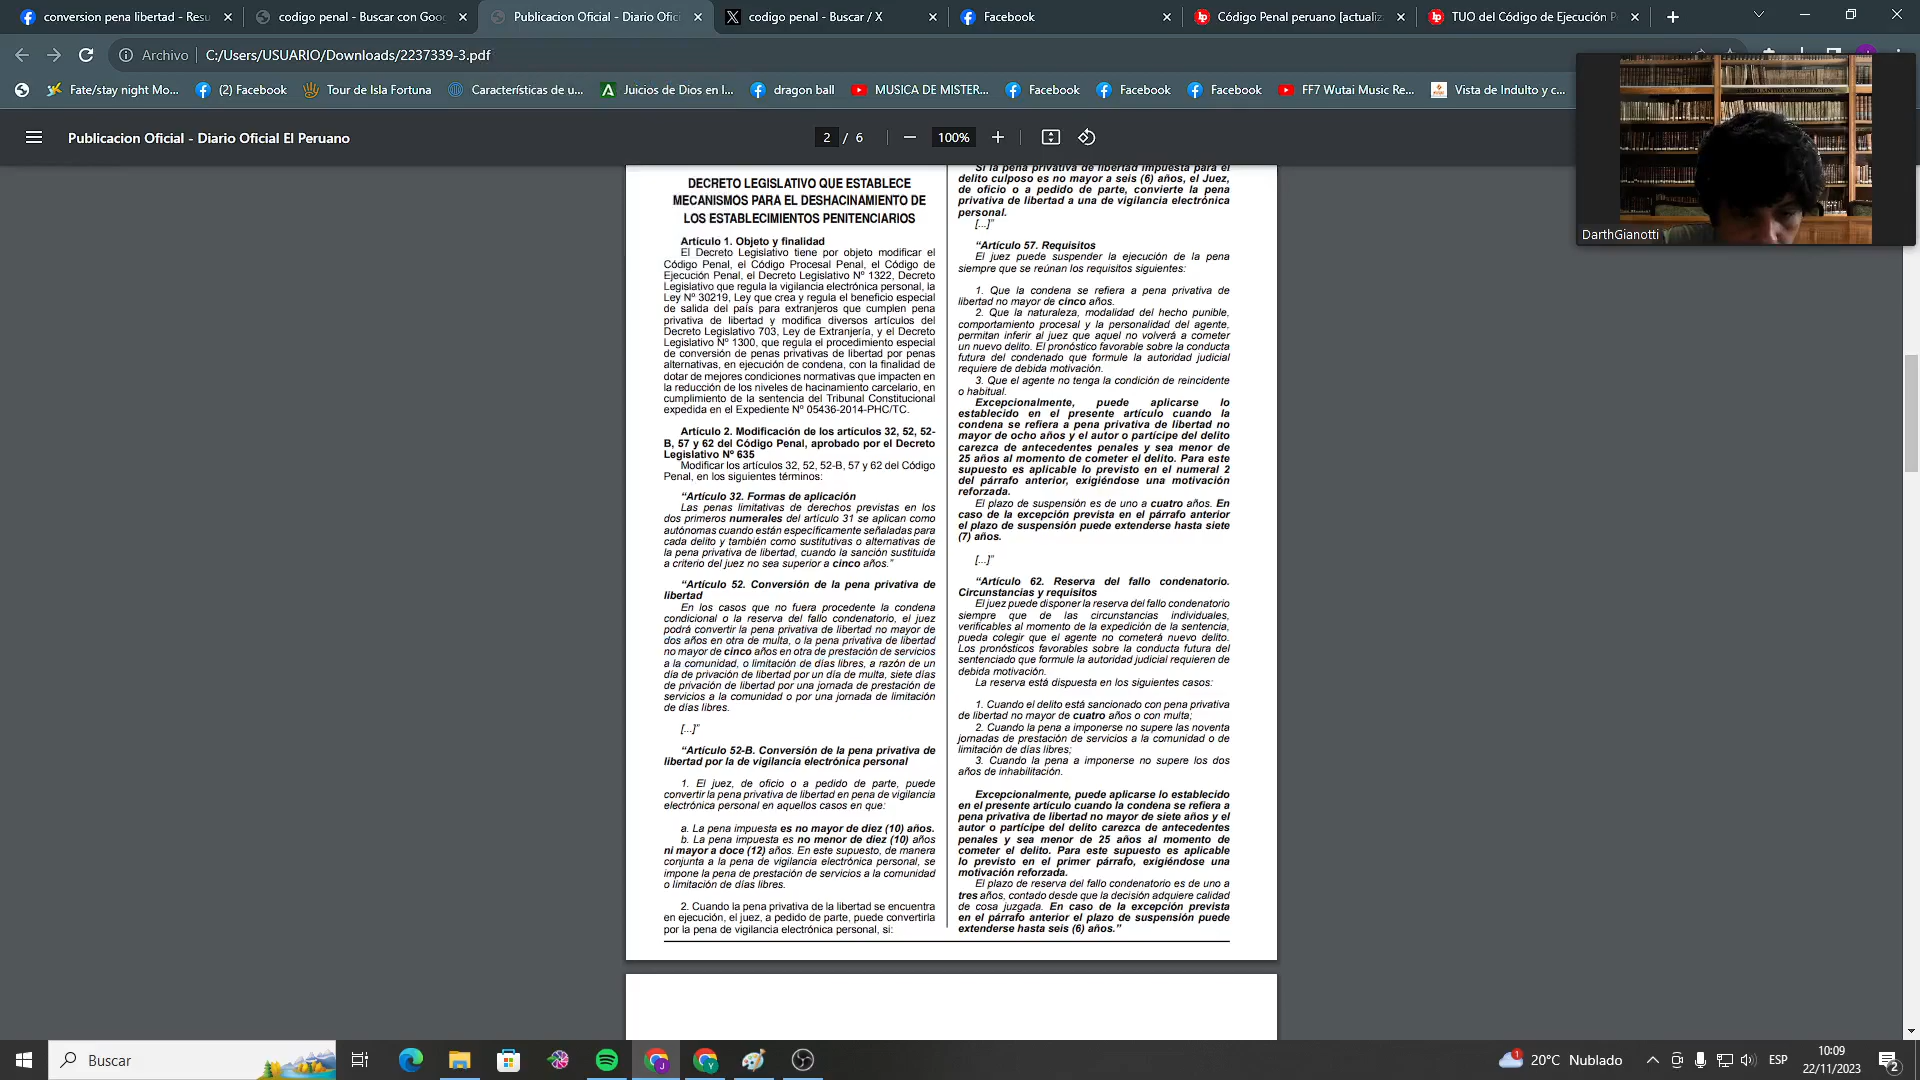 conversion pena libertad - Resu
codigo penal - Buscar con Goo
Publicacion Oficial - Diario Ofic
codigo penal - Buscar / X
Facebook
Código Penal peruano [actualiz
TUO del Código de Ejecución P
Archivo
C:/Users/USUARIO/Downloads/2237339-3.pdf
Fate/stay night Mo...
(2) Facebook
Tour de Isla Fortuna
Características de u...
Juicios de Dios en l...
dragon ball
MUSICA DE MISTER...
Facebook
Facebook
Facebook
FF7 Wutai Music Re...
Vista de Indulto y c...
Publicacion Oficial - Diario Oficial El Peruano
2 / 6
100%
DarthGianotti
DECRETO LEGISLATIVO QUE ESTABLECE
MECANISMOS PARA EL DESHACINAMIENTO DE
LOS ESTABLECIMIENTOS PENITENCIARIOS
Artículo 1. Objeto y finalidad
El Decreto Legislativo tiene por objeto modificar el
Código Penal, el Código Procesal Penal, el Código de
Ejecución Penal, el Decreto Legislativo Nº 1322, Decreto
Legislativo que regula la vigilancia electrónica personal, la
Ley Nº 30219, Ley que crea y regula el beneficio especial
de salida del país para extranjeros que cumplen pena
privativa de libertad y modifica diversos artículos del
Decreto Legislativo 703, Ley de Extranjería, y el Decreto
Legislativo Nº 1300, que regula el procedimiento especial
de conversión de penas privativas de libertad por penas
alternativas, en ejecución de condena, con la finalidad de
dotar de mejores condiciones normativas que impacten en
la reducción de los niveles de hacinamiento carcelario, en
cumplimiento de la sentencia del Tribunal Constitucional
expedida en el Expediente Nº 05436-2014-PHC/TC.
Artículo 2. Modificación de los artículos 32, 52, 52-
B, 57 y 62 del Código Penal, aprobado por el Decreto
Legislativo Nº 635
Modificar los artículos 32, 52, 52-B, 57 y 62 del Código
Penal, en los siguientes términos:
“Artículo 32. Formas de aplicación
Las penas limitativas de derechos previstas en los
dos primeros numerales del artículo 31 se aplican como
autónomas cuando están específicamente señaladas para
cada delito y también como sustitutivas o alternativas de
la pena privativa de libertad, cuando la sanción sustituida
a criterio del juez no sea superior a cinco años.”
“Artículo 52. Conversión de la pena privativa de
libertad
En los casos que no fuera procedente la condena
condicional o la reserva del fallo condenatorio, el juez
podrá convertir la pena privativa de libertad no mayor de
dos años en otra de multa, o la pena privativa de libertad
no mayor de cinco años en otra de prestación de servicios
a la comunidad, o limitación de días libres, a razón de un
día de privación de libertad por un día de multa, siete días
de privación de libertad por una jornada de prestación de
servicios a la comunidad o por una jornada de limitación
de días libres.
[...]”
“Artículo 52-B. Conversión de la pena privativa de
libertad por la de vigilancia electrónica personal
1. El juez, de oficio o a pedido de parte, puede
convertir la pena privativa de libertad en pena de vigilancia
electrónica personal en aquellos casos en que:
a. La pena impuesta es no mayor de diez (10) años.
b. La pena impuesta es no menor de diez (10) años
ni mayor a doce (12) años. En este supuesto, de manera
conjunta a la pena de vigilancia electrónica personal, se
impone la pena de prestación de servicios a la comunidad
o limitación de días libres.
2. Cuando la pena privativa de la libertad se encuentra
en ejecución, el juez, a pedido de parte, puede convertirla
por la pena de vigilancia electrónica personal, si:
Si la pena privativa de libertad impuesta para el
delito culposo es no mayor a seis (6) años, el Juez,
de oficio o a pedido de parte, convierte la pena
privativa de libertad a una de vigilancia electrónica
personal.
[...]”
“Artículo 57. Requisitos
El juez puede suspender la ejecución de la pena
siempre que se reúnan los requisitos siguientes:
1. Que la condena se refiera a pena privativa de
libertad no mayor de cinco años.
2. Que la naturaleza, modalidad del hecho punible,
comportamiento procesal y la personalidad del agente,
permitan inferir al juez que aquel no volverá a cometer
un nuevo delito. El pronóstico favorable sobre la conducta
futura del condenado que formule la autoridad judicial
requiere de debida motivación.
3. Que el agente no tenga la condición de reincidente
o habitual.
Excepcionalmente, puede aplicarse lo
establecido en el presente artículo cuando la
condena se refiera a pena privativa de libertad no
mayor de ocho años y el autor o partícipe del delito
carezca de antecedentes penales y sea menor de
25 años al momento de cometer el delito. Para este
supuesto es aplicable lo previsto en el numeral 2
del párrafo anterior, exigiéndose una motivación
reforzada.
El plazo de suspensión es de uno a cuatro años. En
caso de la excepción prevista en el párrafo anterior
el plazo de suspensión puede extenderse hasta siete
(7) años.
[...]”
“Artículo 62. Reserva del fallo condenatorio.
Circunstancias y requisitos
El juez puede disponer la reserva del fallo condenatorio
siempre que de las circunstancias individuales,
verificables al momento de la expedición de la sentencia,
pueda colegir que el agente no cometerá nuevo delito.
Los pronósticos favorables sobre la conducta futura del
sentenciado que formule la autoridad judicial requieren de
debida motivación.
La reserva está dispuesta en los siguientes casos:
1. Cuando el delito está sancionado con pena privativa
de libertad no mayor de cuatro años o con multa;
2. Cuando la pena a imponerse no supere las noventa
jornadas de prestación de servicios a la comunidad o de
limitación de días libres;
3. Cuando la pena a imponerse no supere los dos
años de inhabilitación.
Excepcionalmente, puede aplicarse lo establecido
en el presente artículo cuando la condena se refiera a
pena privativa de libertad no mayor de siete años y el
autor o partícipe del delito carezca de antecedentes
penales y sea menor de 25 años al momento de
cometer el delito. Para este supuesto es aplicable
lo previsto en el primer párrafo, exigiéndose una
motivación reforzada.
El plazo de reserva del fallo condenatorio es de uno a
tres años, contado desde que la decisión adquiere calidad
de cosa juzgada. En caso de la excepción prevista
en el párrafo anterior el plazo de suspensión puede
extenderse hasta seis (6) años.”
Buscar
20°C Nublado
ESP
10:09
22/11/2023